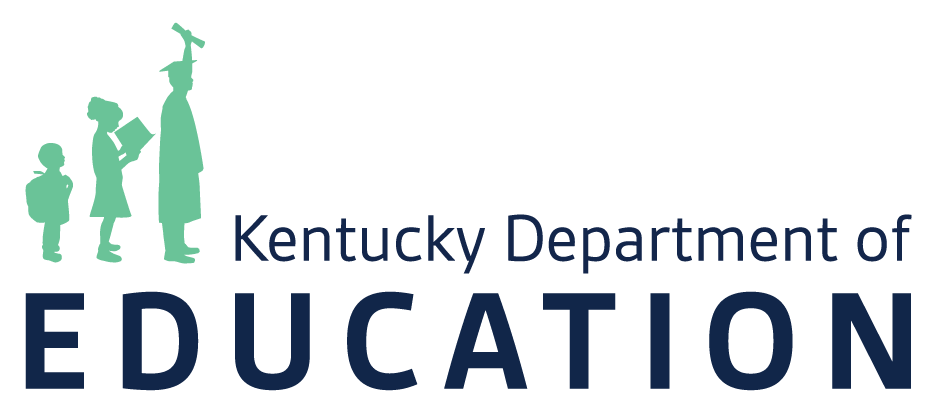 Kentucky Department of
EDUCATION